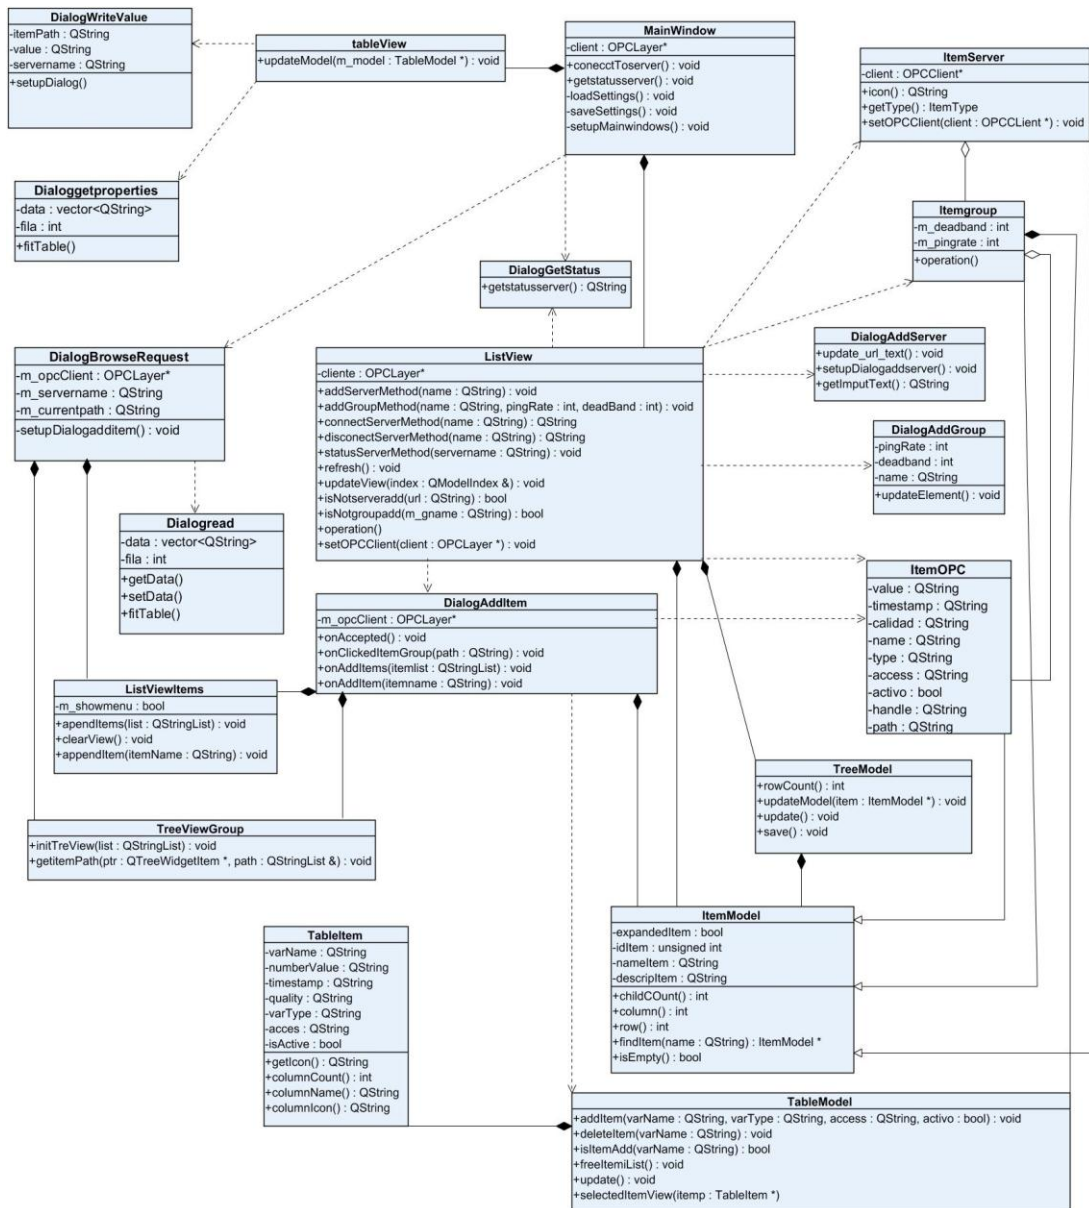 DialogWriteValue
-itemPath : QString
-value : QString
-servername : QString
+setupDialog()
tableView
+updateModel(m_model : TableModel *) : void
MainWindow
-client : OPCLayer*
+conecctToserver() : void
+getstatusserver() : void
-loadSettings() : void
-saveSettings() : void
-setupMainwindows() : void
ItemServer
-client : OPCClient*
+icon() : QString
+getType() : ItemType
+setOPCClient(client : OPCCLient *) : void
Dialoggetproperties
-data : vector<QString>
-fila : int
+fitTable()
Itemgroup
-m_deadband : int
-m_pingrate : int
+operation()
DialogGetStatus
+getstatusserver() : QString
DialogBrowseRequest
-m_opcClient : OPCLayer*
-m_servername : QString
-m_currentpath : QString
-setupDialogadditem() : void
ListView
-cliente : OPCLayer*
+addServerMethod(name : QString) : void
+addGroupMethod(name : QString, pingRate : int, deadBand : int) : void
+connectServerMethod(name : QString) : QString
+disconectServerMethod(name : QString) : QString
+statusServerMethod(servername : QString) : void
+refresh() : void
+updateView(index : QModelIndex &) : void
+isNotserveradd(url : QString) : bool
+isNotgroupadd(m_gname : QString) : bool
+operation()
+setOPCClient(client : OPCLayer *) : void
DialogAddServer
+update_url_text() : void
+setupDialogaddserver() : void
+getImputText() : QString
DialogAddGroup
-pingRate : int
-deadband : int
-name : QString
+updateElement() : void
Dialogread
-data : vector<QString>
-fila : int
+getData()
+setData()
+fitTable()
ItemOPC
-value : QString
-timestamp : QString
-calidad : QString
-name : QString
-type : QString
-access : QString
-activo : bool
-handle : QString
-path : QString
DialogAddItem
-m_opcClient : OPCLayer*
+onAccepted() : void
+onClickedItemGroup(path : QString) : void
+onAddItems(itemlist : QStringList) : void
+onAddItem(itemname : QString) : void
ListViewItems
-m_showmenu : bool
+apendItems(list : QStringList) : void
+clearView() : void
+appendItem(itemName : QString) : void
TreeModel
+rowCount() : int
+updateModel(item : ItemModel *) : void
+update() : void
+save() : void
TreeViewGroup
+initTreView(list : QStringList) : void
+getitemPath(ptr : QTreeWidgetItem *, path : QStringList &) : void
ItemModel
-expandedItem : bool
-idItem : unsigned int
-nameItem : QString
-descripItem : QString
+childCOunt() : int
+column() : int
+row() : int
+findItem(name : QString) : ItemModel *
+isEmpty() : bool
TableItem
-varName : QString
-numberValue : QString
-timestamp : QString
-quality : QString
-varType : QString
-acces : QString
-isActive : bool
+getIcon() : QString
+columnCount() : int
+columnName() : QString
+columnIcon() : QString
TableModel
+addItem(varName : QString, varType : QString, access : QString, activo : bool) : void
+deleteItem(varName : QString) : void
+isItemAdd(varName : QString) : bool
+freeItemiList() : void
+update() : void
+selectedItemView(itemp : TableItem *)